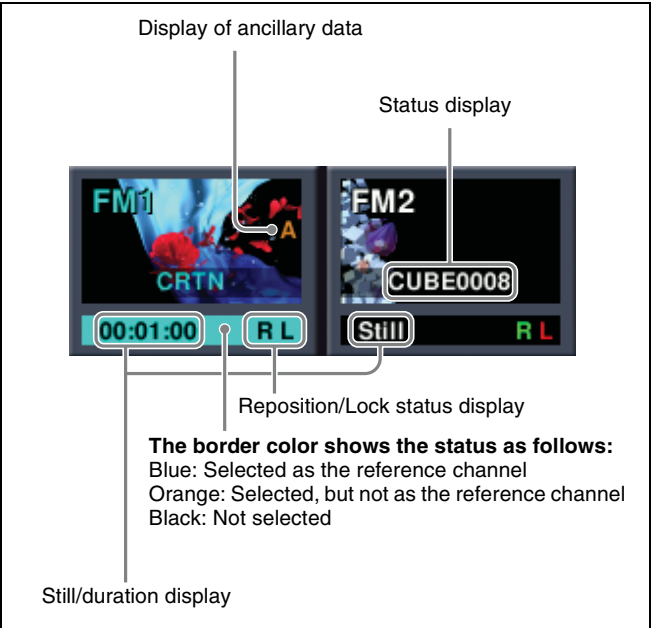 Display of ancillary data
Status display
FM1
A
CRTN
00:01:00
R L
FM2
CUBE0008
Still
R L
Reposition/Lock status display
The border color shows the status as follows:
Blue: Selected as the reference channel
Orange: Selected, but not as the reference channel
Black: Not selected
Still/duration display